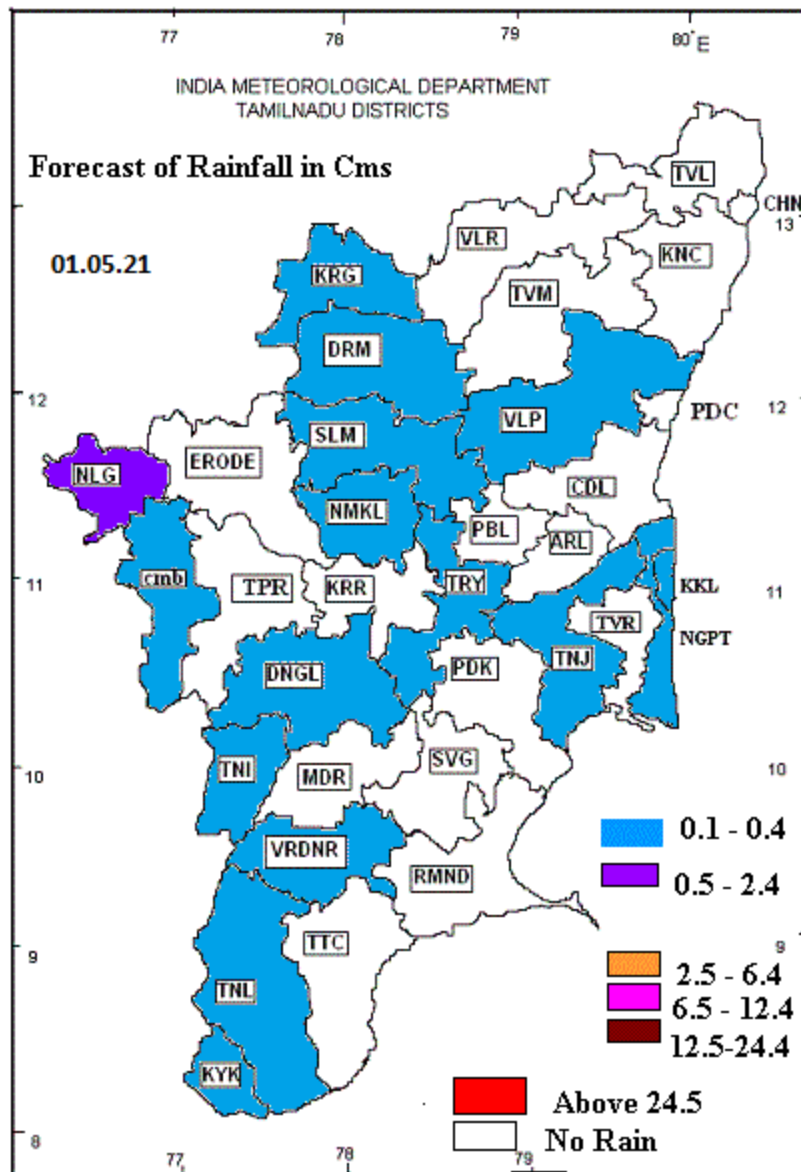 77 78 79 80°E
INDIA METEOROLOGICAL DEPARTMENT
TAMILNADU DISTRICTS
Forecast of Rainfall in Cms
TVL
CHN
13
VLR
KNC
01.05.21
KRG
TVM
DRM
12
PDC
12
VLP
SLM
ERODE
NLG
CDL
NMKL
PBL
ARL
11
cmb
TPR
KRR
TRY
KKL
11
TVR
NGPT
DNGL
PDK
TNJ
10
TNI
MDR
SVG
10
0.1 - 0.4
VRDNR
RMND
0.5 - 2.4
9
TTC
9
2.5 - 6.4
TNL
6.5 - 12.4
12.5-24.4
KYK
Above 24.5
8
No Rain
77 78 79